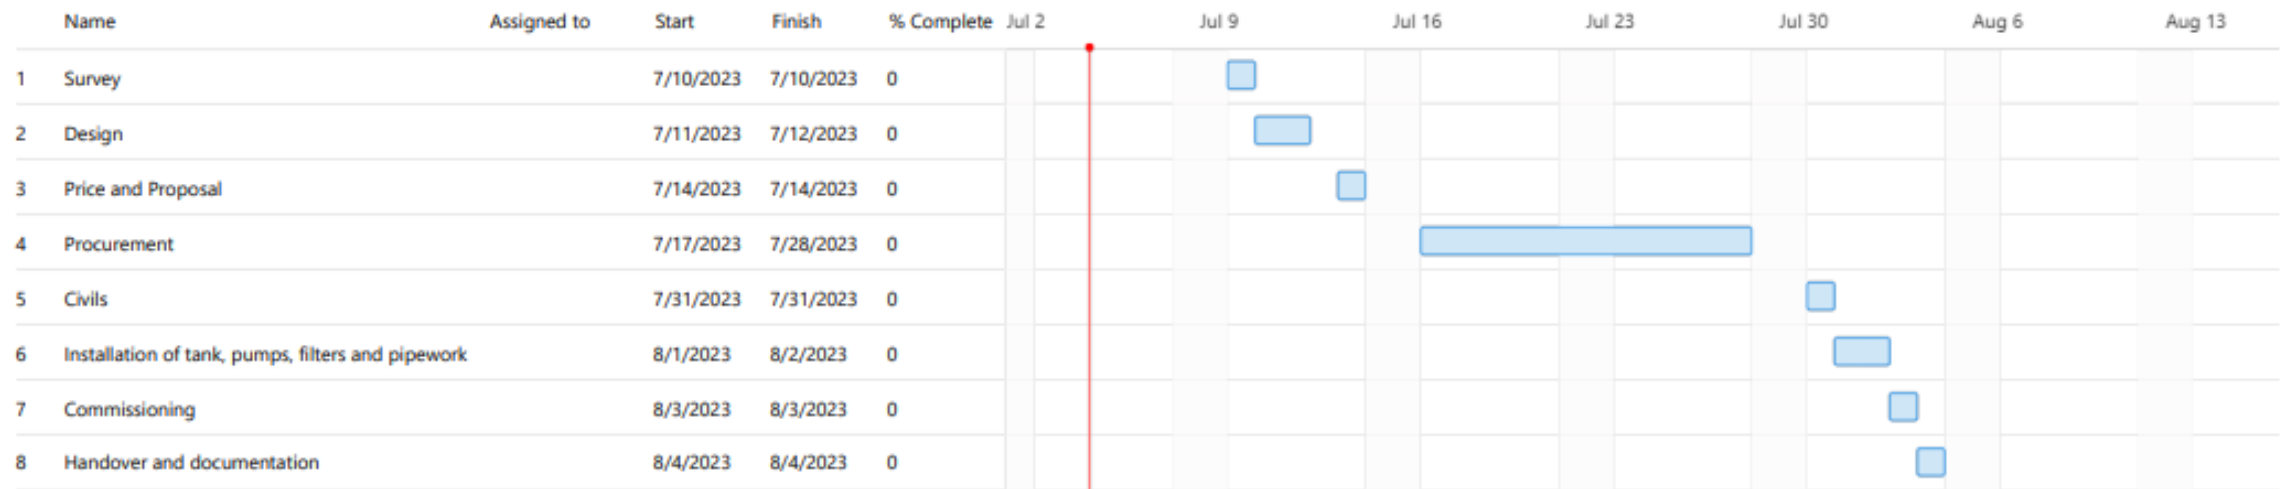 Name Assigned to Start Finish % Complete Jul 2 Jul 9 Jul 16 Jul 23 Jul 30 Aug 6 Aug 13
1 Survey 7/10/2023 7/10/2023 0
2 Design 7/11/2023 7/12/2023 0
3 Price and Proposal 7/14/2023 7/14/2023 0
4 Procurement 7/17/2023 7/28/2023 0
5 Civils 7/31/2023 7/31/2023 0
6 Installation of tank, pumps, filters and pipework 8/1/2023 8/2/2023 0
7 Commissioning 8/3/2023 8/3/2023 0
8 Handover and documentation 8/4/2023 8/4/2023 0